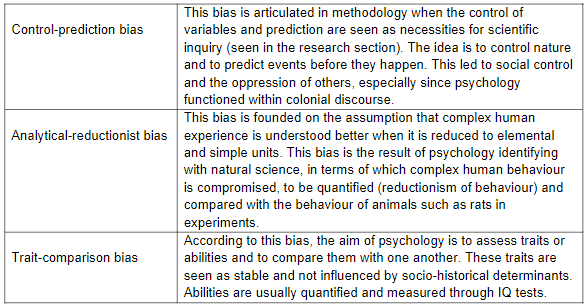 Control-prediction bias
This bias is articulated in methodology when the control of
variables and prediction are seen as necessities for scientific
inquiry (seen in the research section). The idea is to control nature
and to predict events before they happen. This led to social control
and the oppression of others, especially since psychology
functioned within colonial discourse.
Analytical-reductionist bias
This bias is founded on the assumption that complex human
experience is understood better when it is reduced to elemental
and simple units. This bias is the result of psychology identifying
with natural science, in terms of which complex human behaviour
is compromised, to be quantified (reductionism of behaviour) and
compared with the behaviour of animals such as rats in
experiments.
Trait-comparison bias
According to this bias, the aim of psychology is to assess traits or
abilities and to compare them with one another. These traits are
seen as stable and not influenced by socio-historical determinants.
Abilities are usually quantified and measured through IQ tests.